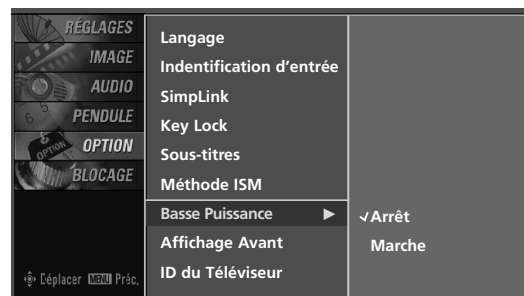 RÉGLAGES
IMAGE
AUDIO
PENDULE
OPTION
BLOCAGE
Déplacer MENU Préc.
Langage
Indentification d'entrée
SimpLink
Key Lock
Sous-titres
Méthode ISM
Basse Puissance ►
Affichage Avant
ID du Téléviseur
✓Arrêt
Marche